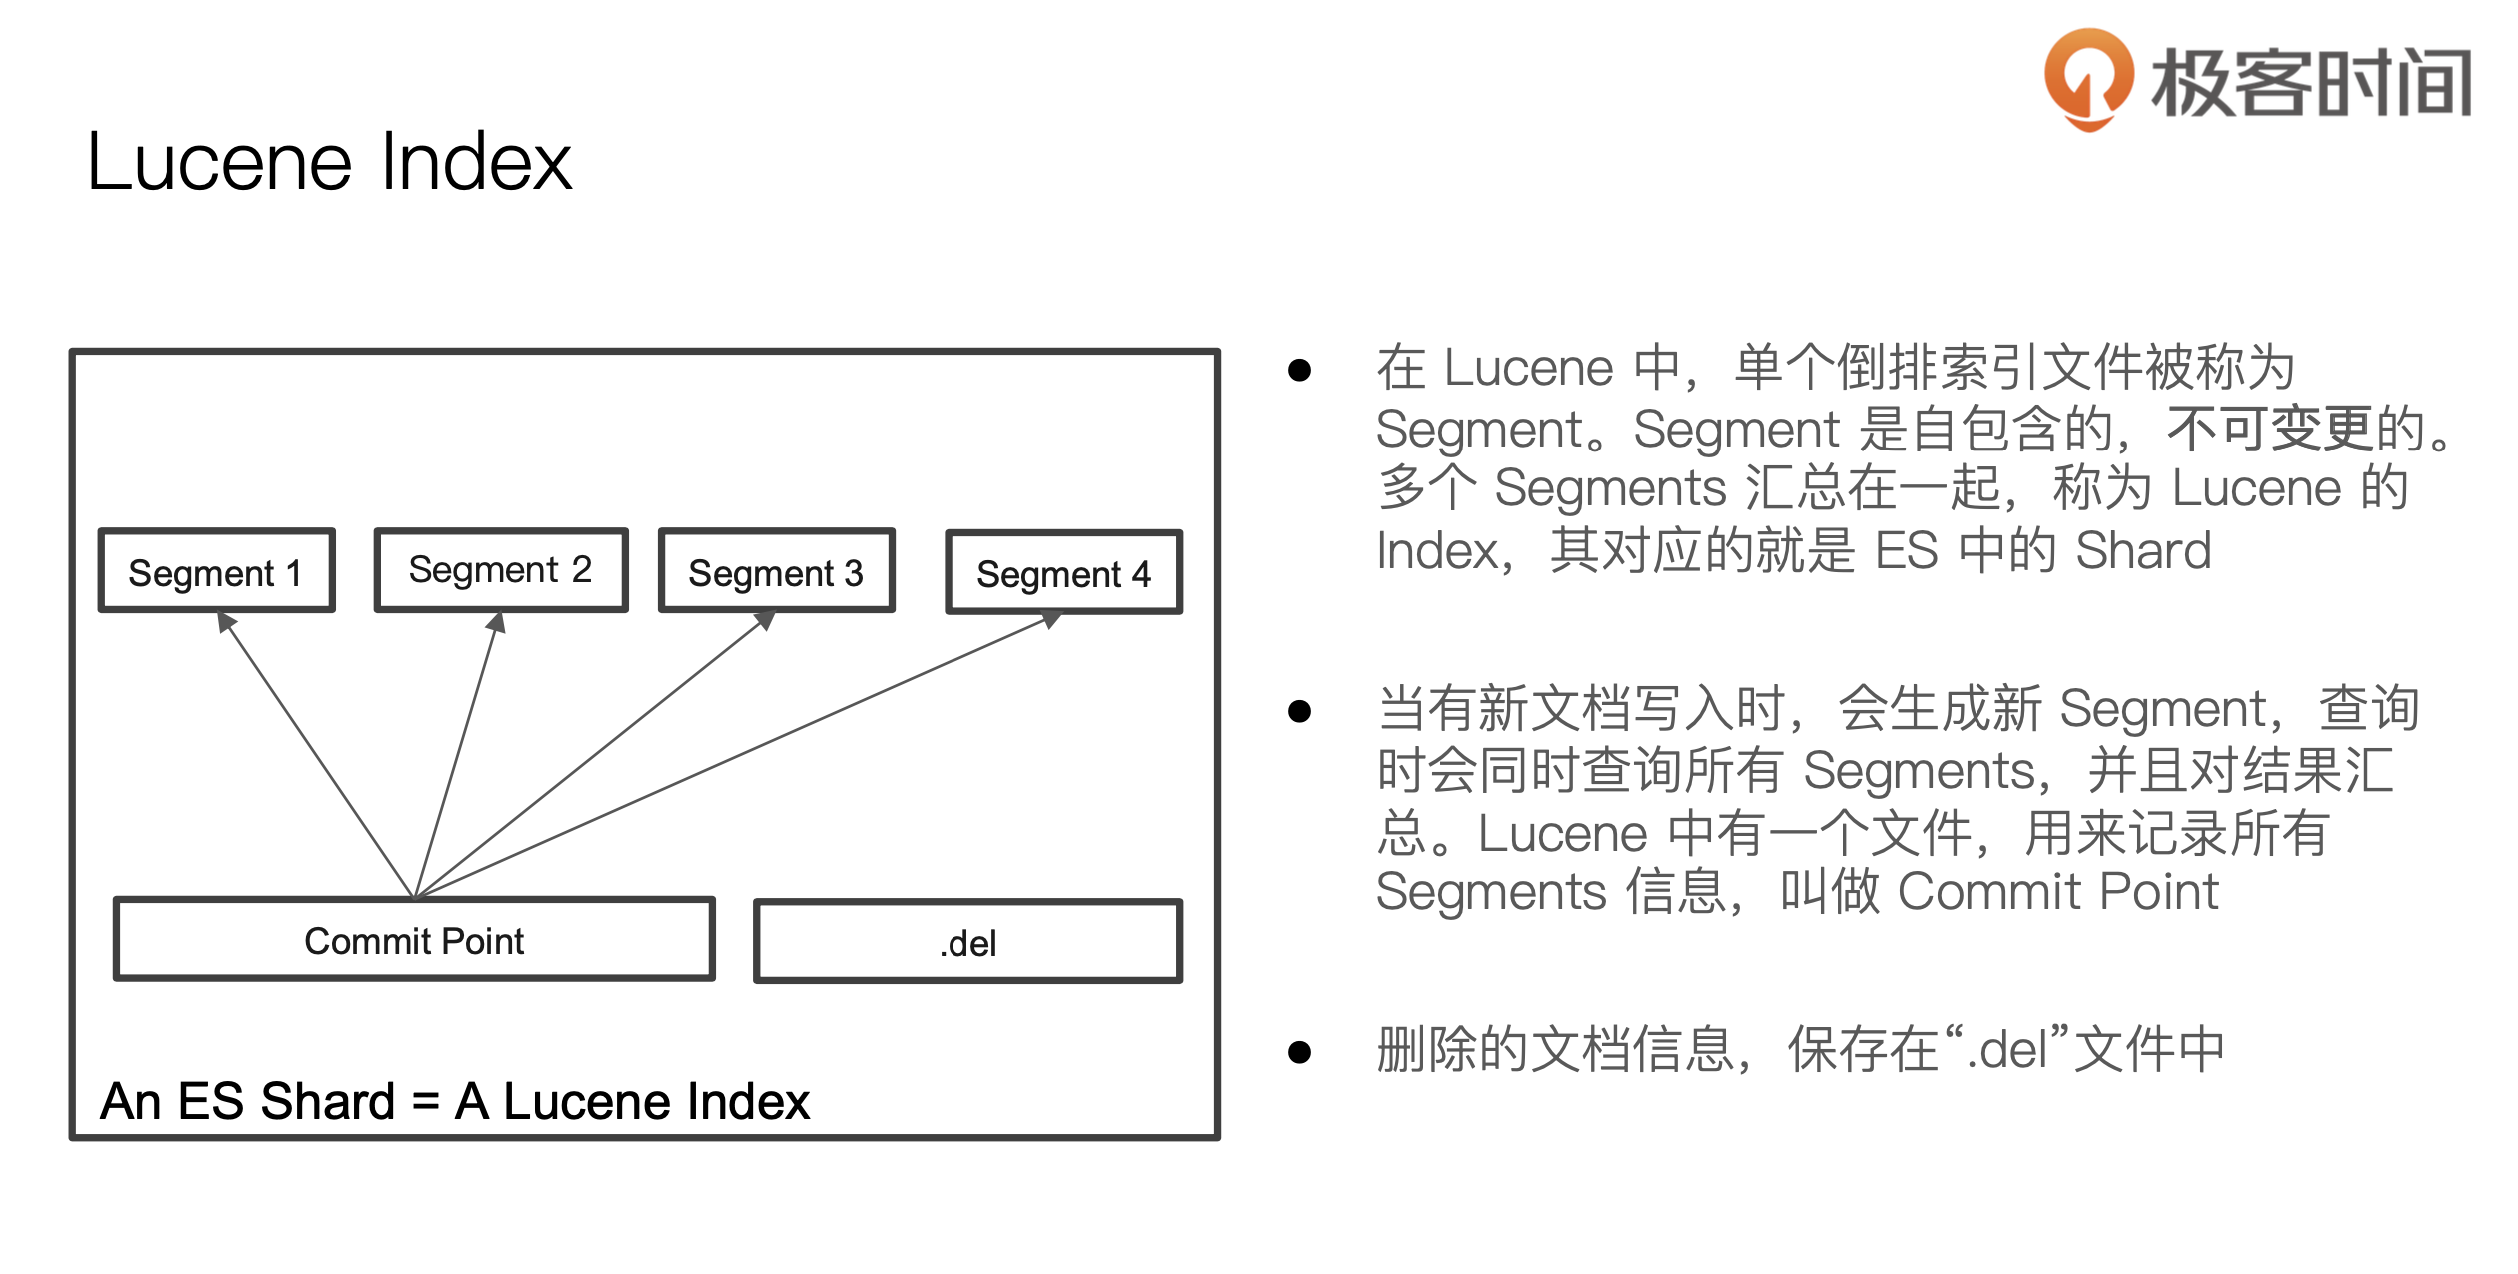 极客时间
Lucene Index
Segment 1
Segment 2
Segment 3
Segment 4
Commit Point
.del
An ES Shard = A Lucene Index
● 在 Lucene 中，单个倒排索引文件被称为
Segment。Segment 是自包含的，不可变更的。
多个 Segments 汇总在一起，称为 Lucene 的
Index，其对应的就是 ES 中的 Shard
● 当有新文档写入时，会生成新 Segment，查询
时会同时查询所有 Segments，并且对结果汇
总。Lucene 中有一个文件，用来记录所有
Segments 信息，叫做 Commit Point
● 删除的文档信息，保存在“.del”文件中